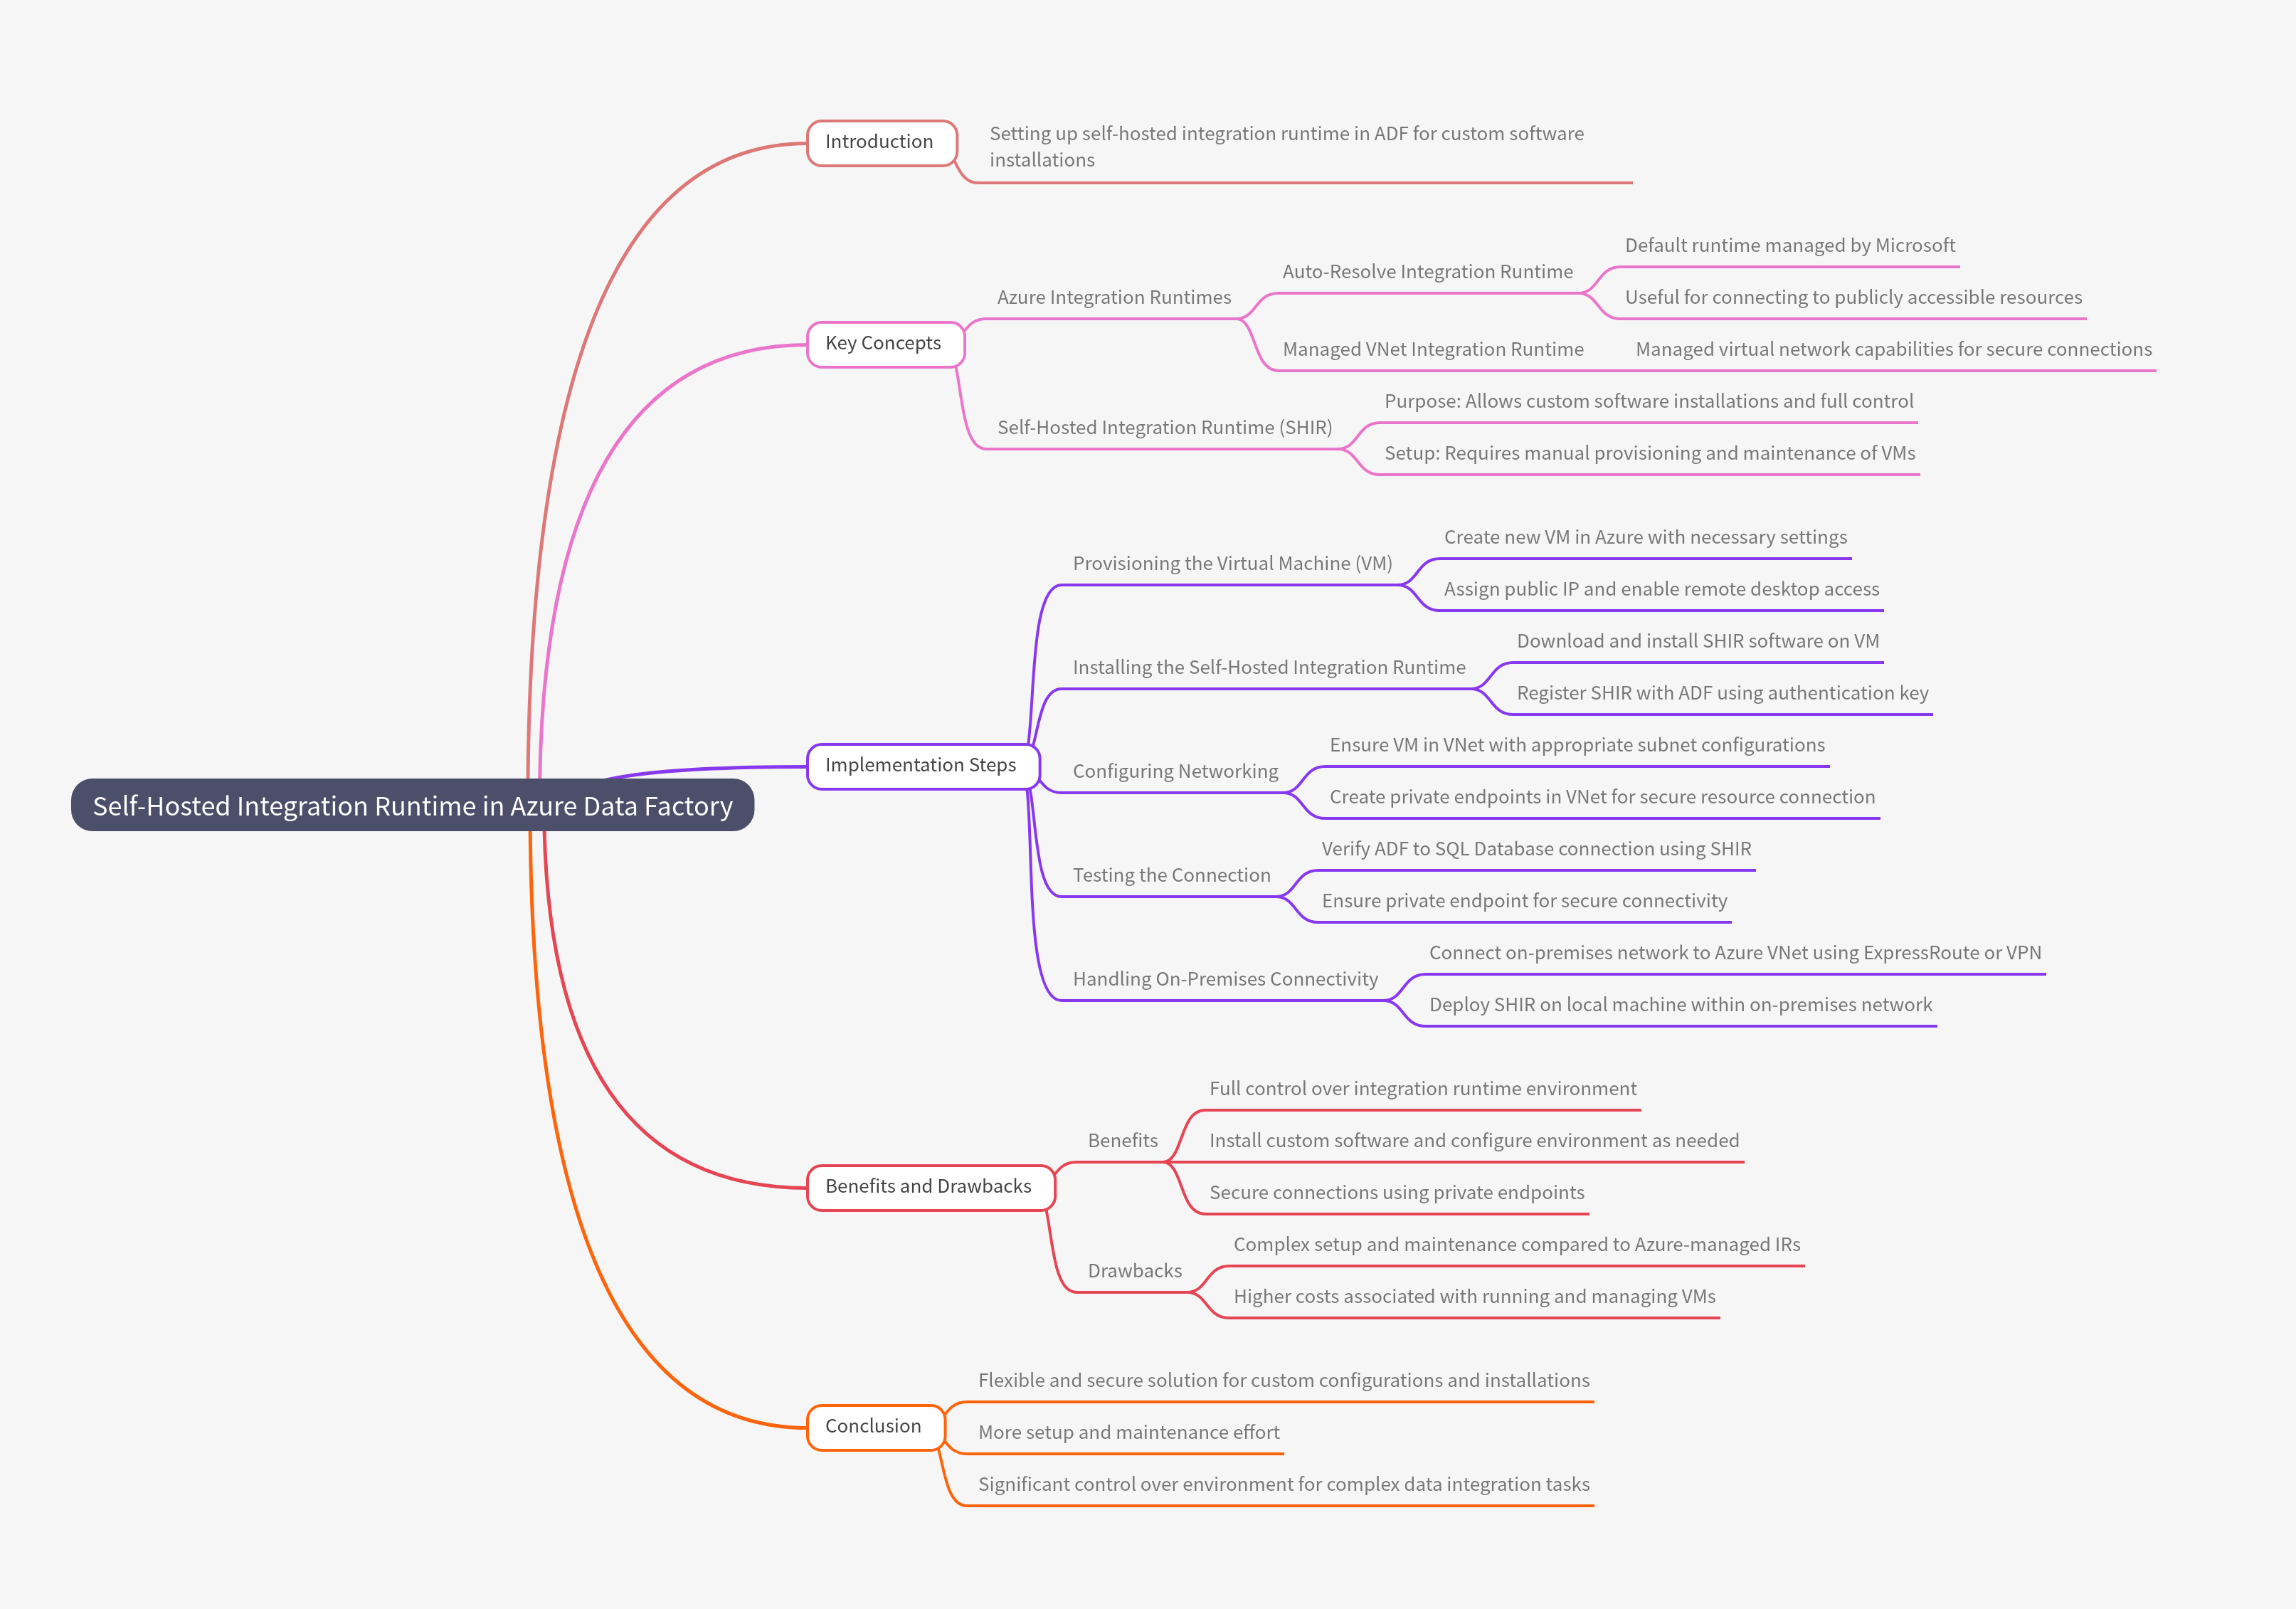 Self-Hosted Integration Runtime in Azure Data Factory
Introduction
Setting up self-hosted integration runtime in ADF for custom software
installations
Key Concepts
Azure Integration Runtimes
Auto-Resolve Integration Runtime
Default runtime managed by Microsoft
Useful for connecting to publicly accessible resources
Managed VNet Integration Runtime
Managed virtual network capabilities for secure connections
Self-Hosted Integration Runtime (SHIR)
Purpose: Allows custom software installations and full control
Setup: Requires manual provisioning and maintenance of VMs
Implementation Steps
Provisioning the Virtual Machine (VM)
Create new VM in Azure with necessary settings
Assign public IP and enable remote desktop access
Installing the Self-Hosted Integration Runtime
Download and install SHIR software on VM
Register SHIR with ADF using authentication key
Configuring Networking
Ensure VM in VNet with appropriate subnet configurations
Create private endpoints in VNet for secure resource connection
Testing the Connection
Verify ADF to SQL Database connection using SHIR
Ensure private endpoint for secure connectivity
Handling On-Premises Connectivity
Connect on-premises network to Azure VNet using ExpressRoute or VPN
Deploy SHIR on local machine within on-premises network
Benefits and Drawbacks
Benefits
Full control over integration runtime environment
Install custom software and configure environment as needed
Secure connections using private endpoints
Drawbacks
Complex setup and maintenance compared to Azure-managed IRs
Higher costs associated with running and managing VMs
Conclusion
Flexible and secure solution for custom configurations and installations
More setup and maintenance effort
Significant control over environment for complex data integration tasks